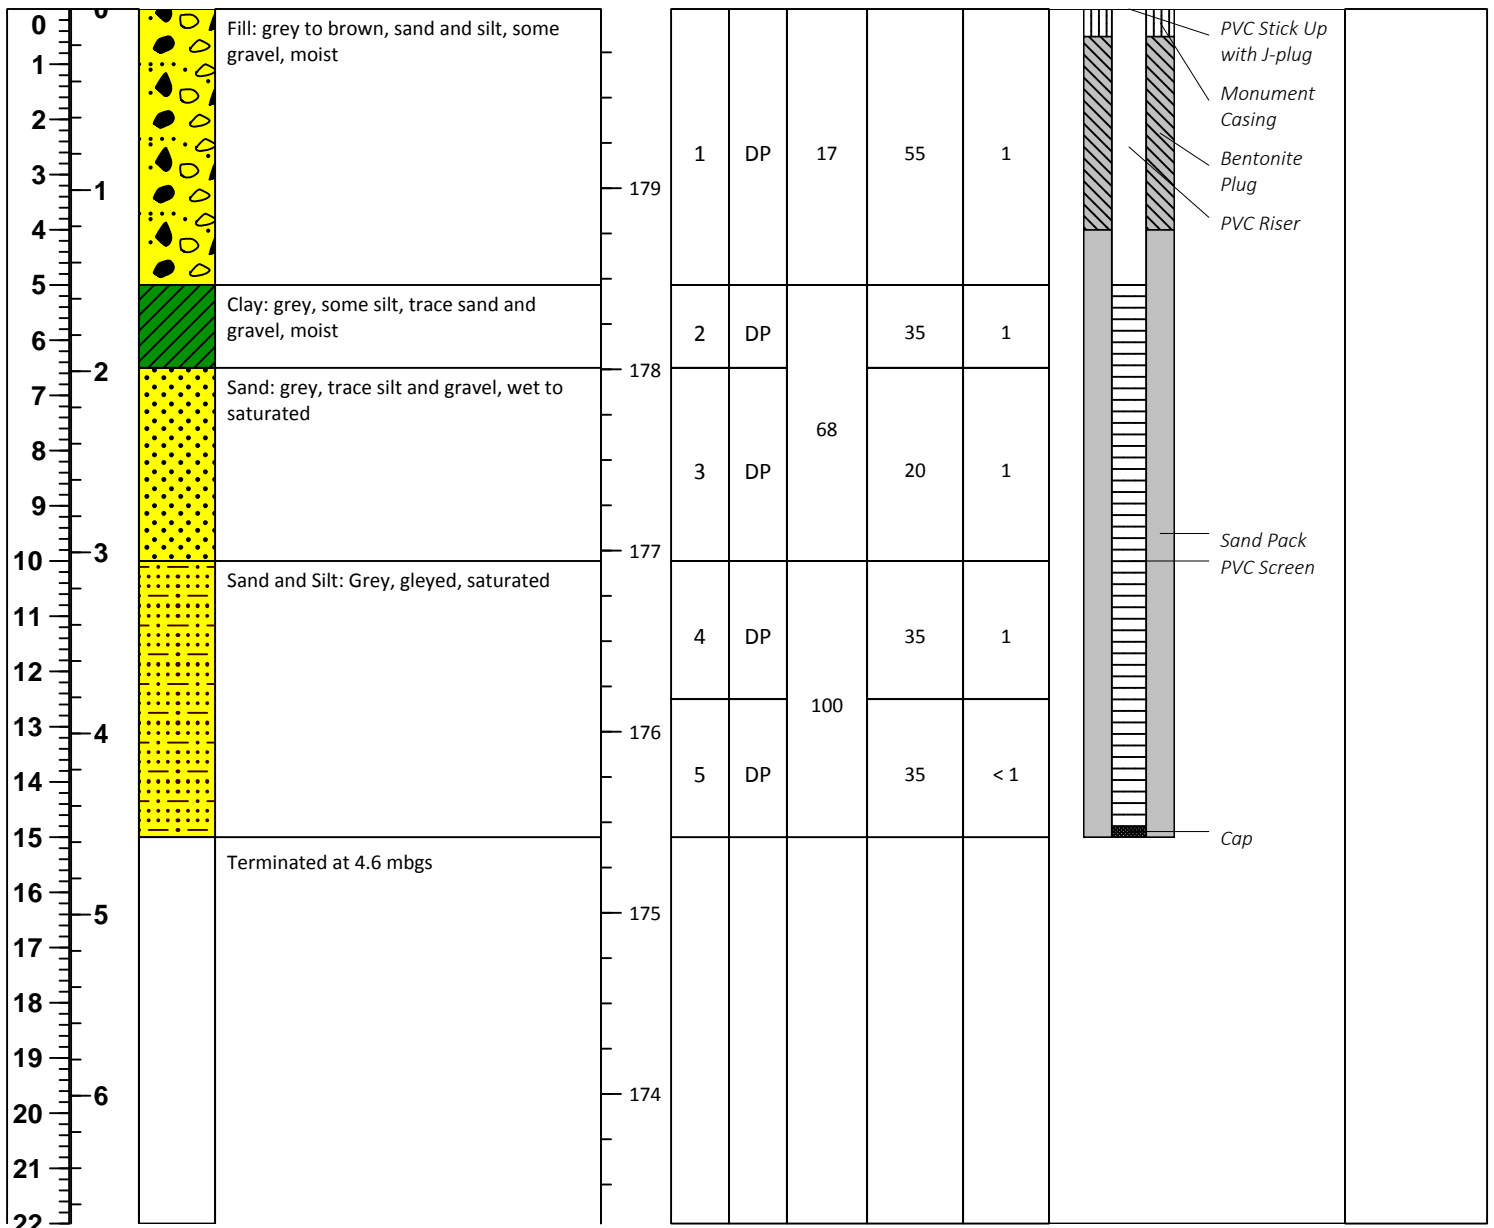 0
0
1
2
3
4
5
6
7
8
9
10
11
12
13
14
15
16
17
18
19
20
21
22
1
2
3
4
5
6
Fill: grey to brown, sand and silt, some
gravel, moist
Clay: grey, some silt, trace sand and
gravel, moist
Sand: grey, trace silt and gravel, wet to
saturated
Sand and Silt: Grey, gleyed, saturated
Terminated at 4.6 mbgs
179
178
177
176
175
174
1 DP 17 55 1
2 DP 35 1
68
3 DP 20 1
4 DP 35 1
100
5 DP 35 < 1
PVC Stick Up
with J-plug
Monument
Casing
Bentonite
Plug
PVC Riser
Sand Pack
PVC Screen
Cap